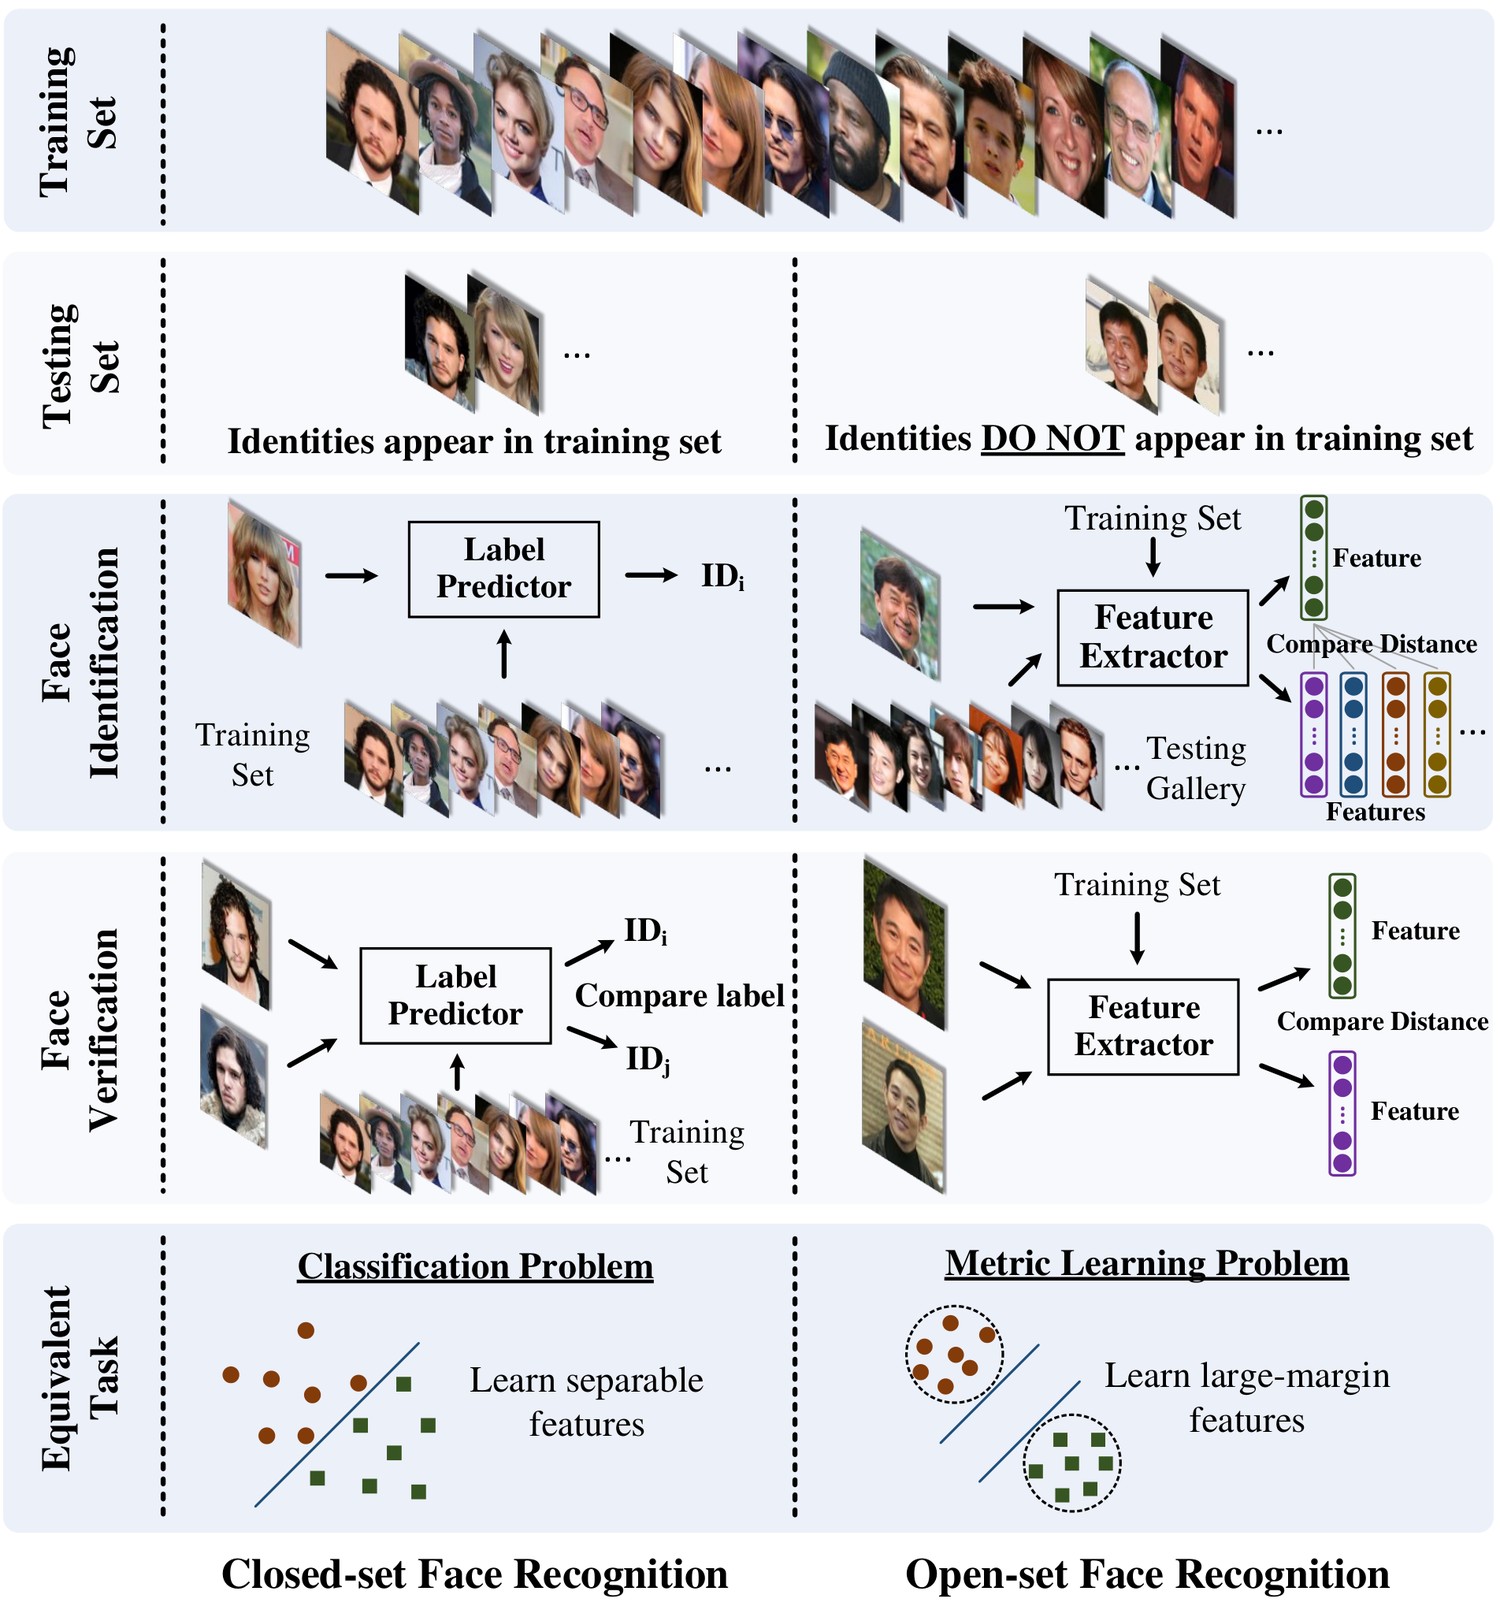 Training
Set
...
Testing
Set
...
Identities appear in training set
...
Identities DO NOT appear in training set
Face
Identification
Label
Predictor
IDi
Training
Set
...
Training Set
Feature
Extractor
Feature
Compare Distance
...
Testing
Gallery
...
Features
Face
Verification
Label
Predictor
IDi
Compare label
IDj
...
Training
Set
Training Set
Feature
Extractor
Feature
Compare Distance
Feature
Equivalent
Task
Classification Problem
Learn separable
features
Metric Learning Problem
Learn large-margin
features
Closed-set Face Recognition
Open-set Face Recognition